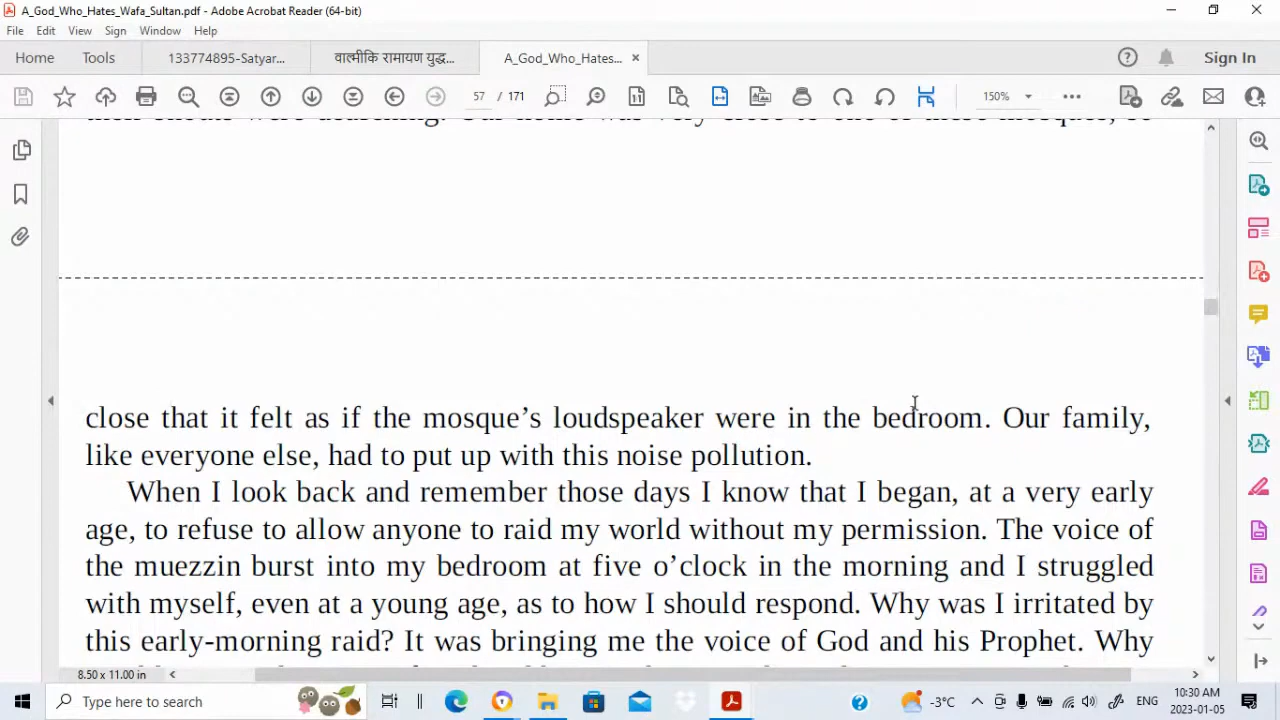 A_God_Who_Hates_Wafa_Sultan.pdf - Adobe Acrobat Reader (64-bit)
File Edit View Sign Window Help
Home Tools 133774895-Satyar... वाल्मीकि रामायण युद्ध... A_God_Who_Hates... Sign In
57 / 171 150%
close that it felt as if the mosque’s loudspeaker were in the bedroom. Our family,
like everyone else, had to put up with this noise pollution.
When I look back and remember those days I know that I began, at a very early
age, to refuse to allow anyone to raid my world without my permission. The voice of
the muezzin burst into my bedroom at five o’clock in the morning and I struggled
with myself, even at a young age, as to how I should respond. Why was I irritated by
this early-morning raid? It was bringing me the voice of God and his Prophet. Why
8.50 x 11.00 in
Type here to search -3°C ENG 10:30 AM
2023-01-05